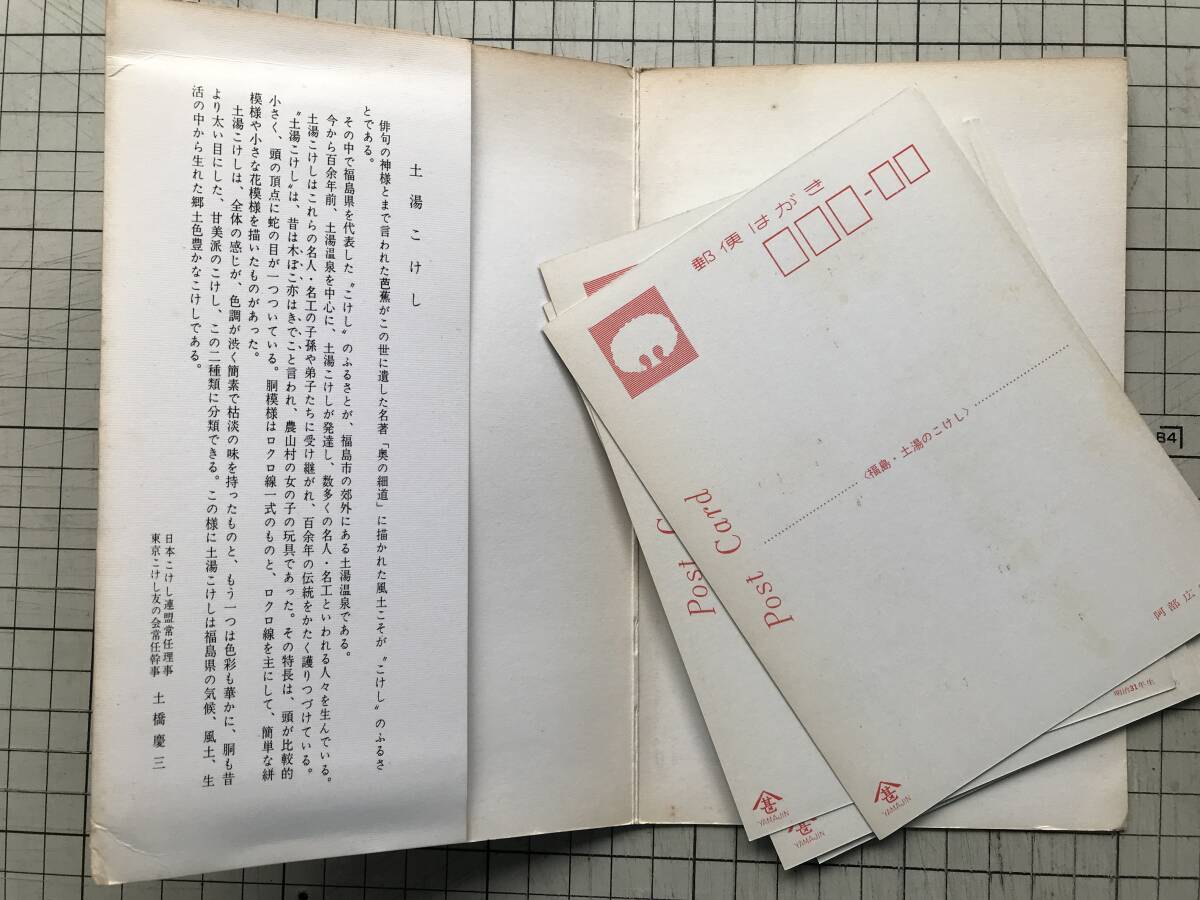 土湯こけし
俳句の神様とまで言われた芭蕉がこの世に遺した名著「奥の細道」に描かれた風土こそが〝こけし〟のふるさ
とである。
その中で福島県を代表した〝こけし〟のふるさとが、福島市の郊外にある土湯温泉である。
今から百余年前、土湯温泉を中心に、土湯こけしが発達し、数多くの名人・名工といわれる人々を生んでいる。
土湯こけしはこれらの名人・名工の子孫や弟子たちに受け継がれ、百余年の伝統をかたく護りつづけている。
〝土湯こけし〟は、昔は木ぼこ亦はきでこと言われ、農山村の女の子の玩具であった。その特長は、頭が比較的
小さく、頭の頂点に蛇の目が一つついている。胴模様はロクロ線一式のものと、ロクロ線を主にして、簡単な絣
模様や小さな花模様を描いたものがあった。
土湯こけしは、全体の感じが、色調が渋く簡素で枯淡の味を持ったものと、もう一つは色彩も華かに、胴も昔
より太い目にした、甘美派のこけし、この二種類に分類できる。この様に土湯こけしは福島県の気候、風土、生
活の中から生れた郷土色豊かなこけしである。
日本こけし連盟常任理事
東京こけし友の会常任幹事 土橋慶三
郵便はがき
〈福島・土湯のこけし〉
Post Card
阿部広
YAMAJIN
Post C
YAMAJIN
YAMAJIN
明治31年生
84